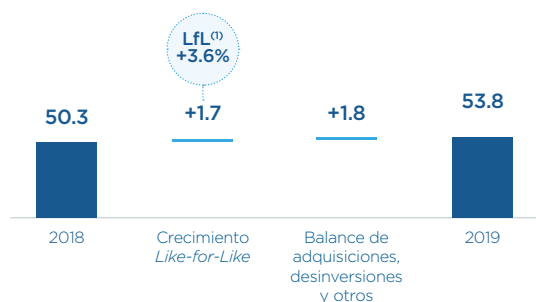 LfL(1)
+3.6%
50.3
+1.7
+1.8
53.8
2018
Crecimiento
Like-for-Like
Balance de
adquisiciones,
desinversiones
y otros
2019